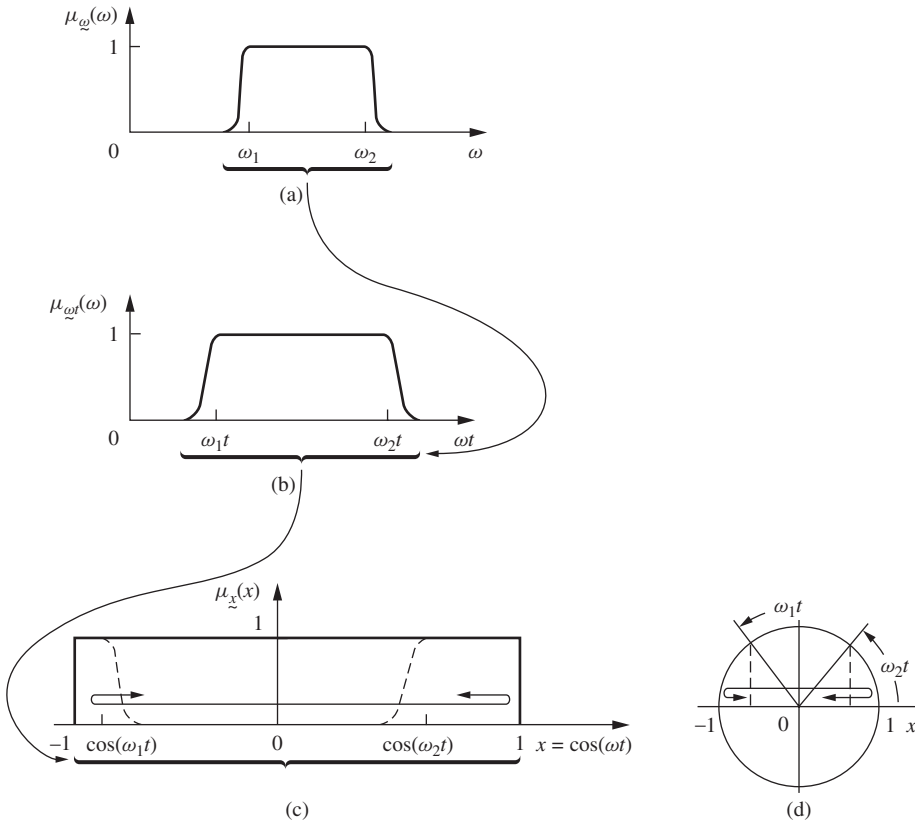 μ_ω̰(ω)
1
0 ω₁ ω₂ ω
(a)
μ_ω̰t(ω)
1
0 ω₁t ω₂t ωt
(b)
μ_x̰(x)
1
–1 cos(ω₁t) 0 cos(ω₂t) 1 x = cos(ωt)
(c)
ω₁t
ω₂t
–1 0 1 x
(d)